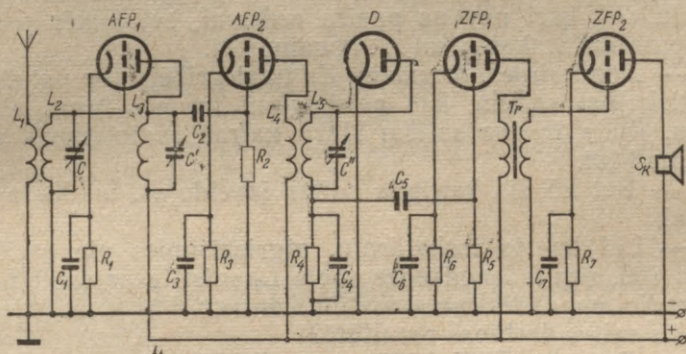 AFP₁ AFP₂ D ZFP₁ ZFP₂
L₁ L₂ L₃ L₄ L₅ Tr
C C₂ C' C" Sk
R₂ C₅
C₁ R₁ C₃ R₃ R₄ C₄ C₆ R₆ R₅ C₇ R₇
−
+